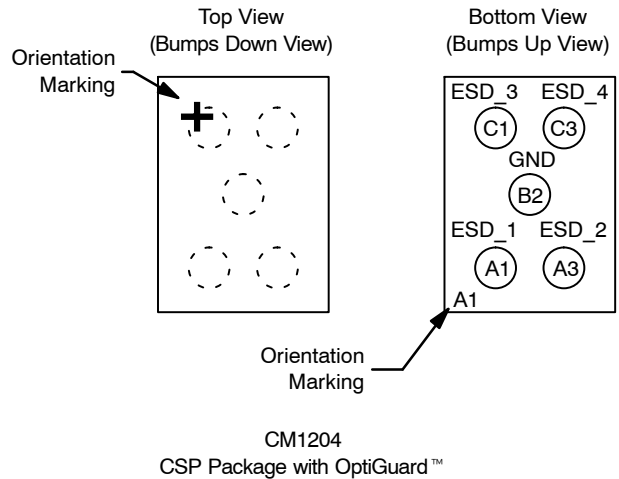 Top View
(Bumps Down View)
Bottom View
(Bumps Up View)
Orientation
Marking
ESD_3 ESD_4
C1 C3
GND
B2
ESD_1 ESD_2
A1 A3
A1
Orientation
Marking
CM1204
CSP Package with OptiGuard™